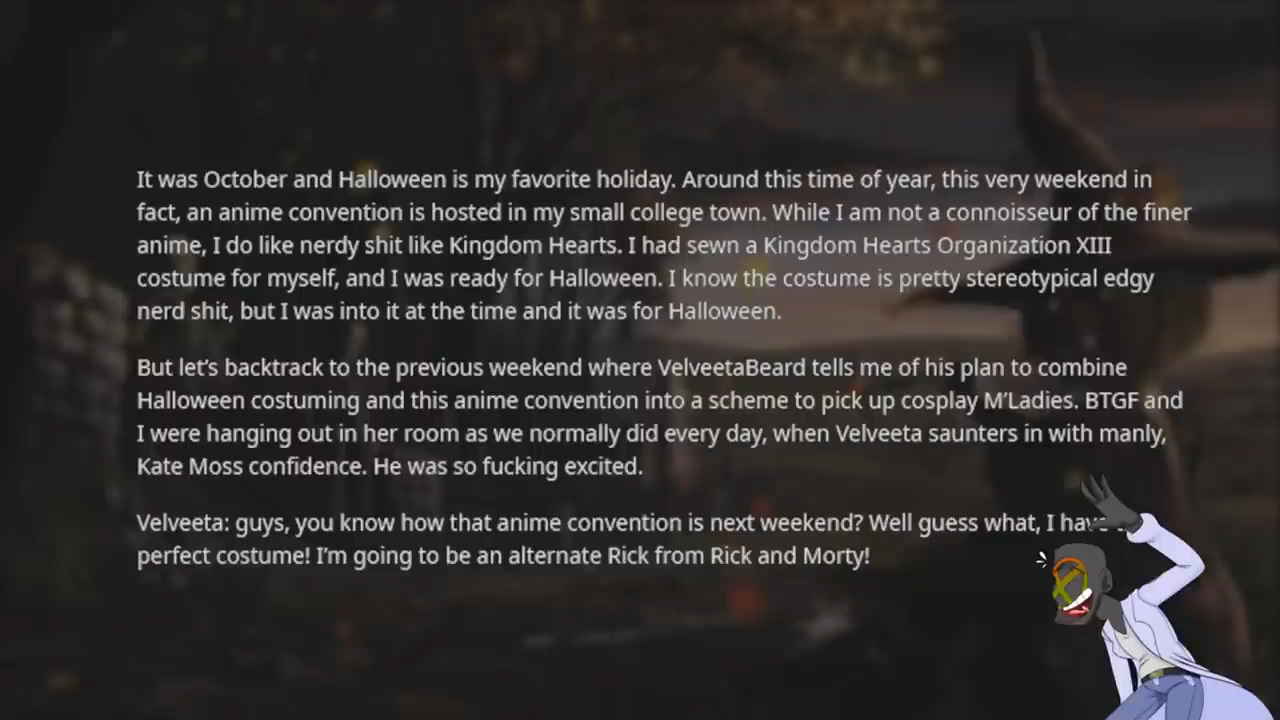 It was October and Halloween is my favorite holiday. Around this time of year, this very weekend in
fact, an anime convention is hosted in my small college town. While I am not a connoisseur of the finer
anime, I do like nerdy shit like Kingdom Hearts. I had sewn a Kingdom Hearts Organization XIII
costume for myself, and I was ready for Halloween. I know the costume is pretty stereotypical edgy
nerd shit, but I was into it at the time and it was for Halloween.
But let’s backtrack to the previous weekend where VelveetaBeard tells me of his plan to combine
Halloween costuming and this anime convention into a scheme to pick up cosplay M’Ladies. BTGF and
I were hanging out in her room as we normally did every day, when Velveeta saunters in with manly,
Kate Moss confidence. He was so fucking excited.
Velveeta: guys, you know how that anime convention is next weekend? Well guess what, I have
perfect costume! I’m going to be an alternate Rick from Rick and Morty!